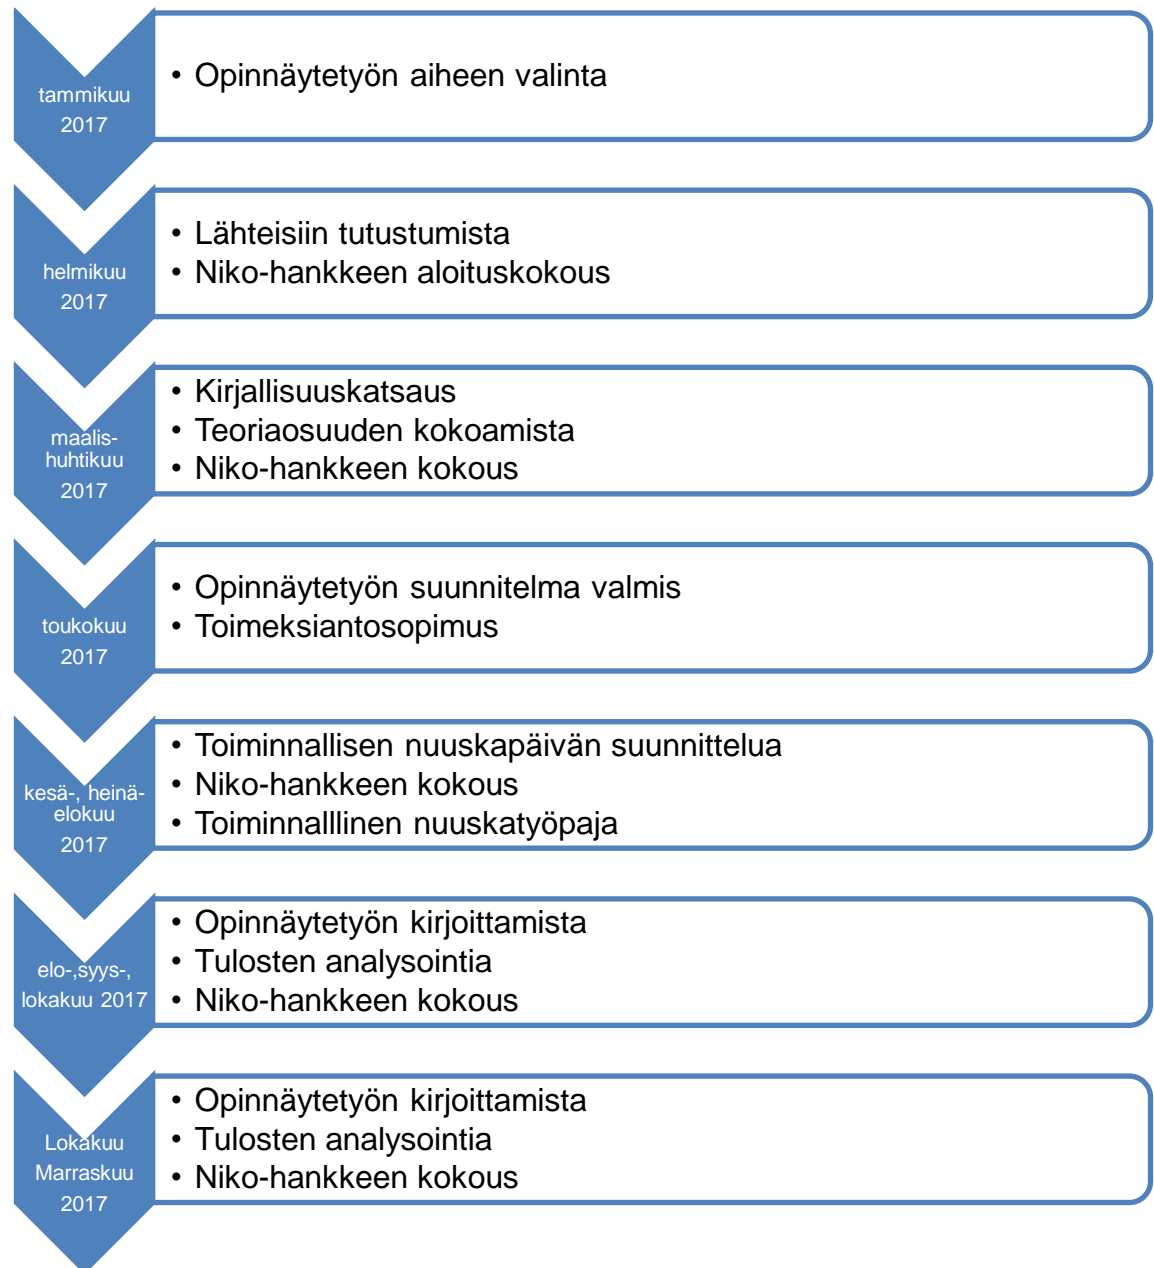 tammikuu
2017
• Opinnäytetyön aiheen valinta
helmikuu
2017
• Lähteisiin tutustumista
• Niko-hankkeen aloituskokous
maalis-
huhtikuu
2017
• Kirjallisuuskatsaus
• Teoriaosuuden kokoamista
• Niko-hankkeen kokous
toukokuu
2017
• Opinnäytetyön suunnitelma valmis
• Toimeksiantosopimus
kesä-, heinä-
elokuu
2017
• Toiminnallisen nuuskapäivän suunnittelua
• Niko-hankkeen kokous
• Toiminnalllinen nuuskatyöpaja
elo-,syys-,
lokakuu 2017
• Opinnäytetyön kirjoittamista
• Tulosten analysointia
• Niko-hankkeen kokous
Lokakuu
Marraskuu
2017
• Opinnäytetyön kirjoittamista
• Tulosten analysointia
• Niko-hankkeen kokous